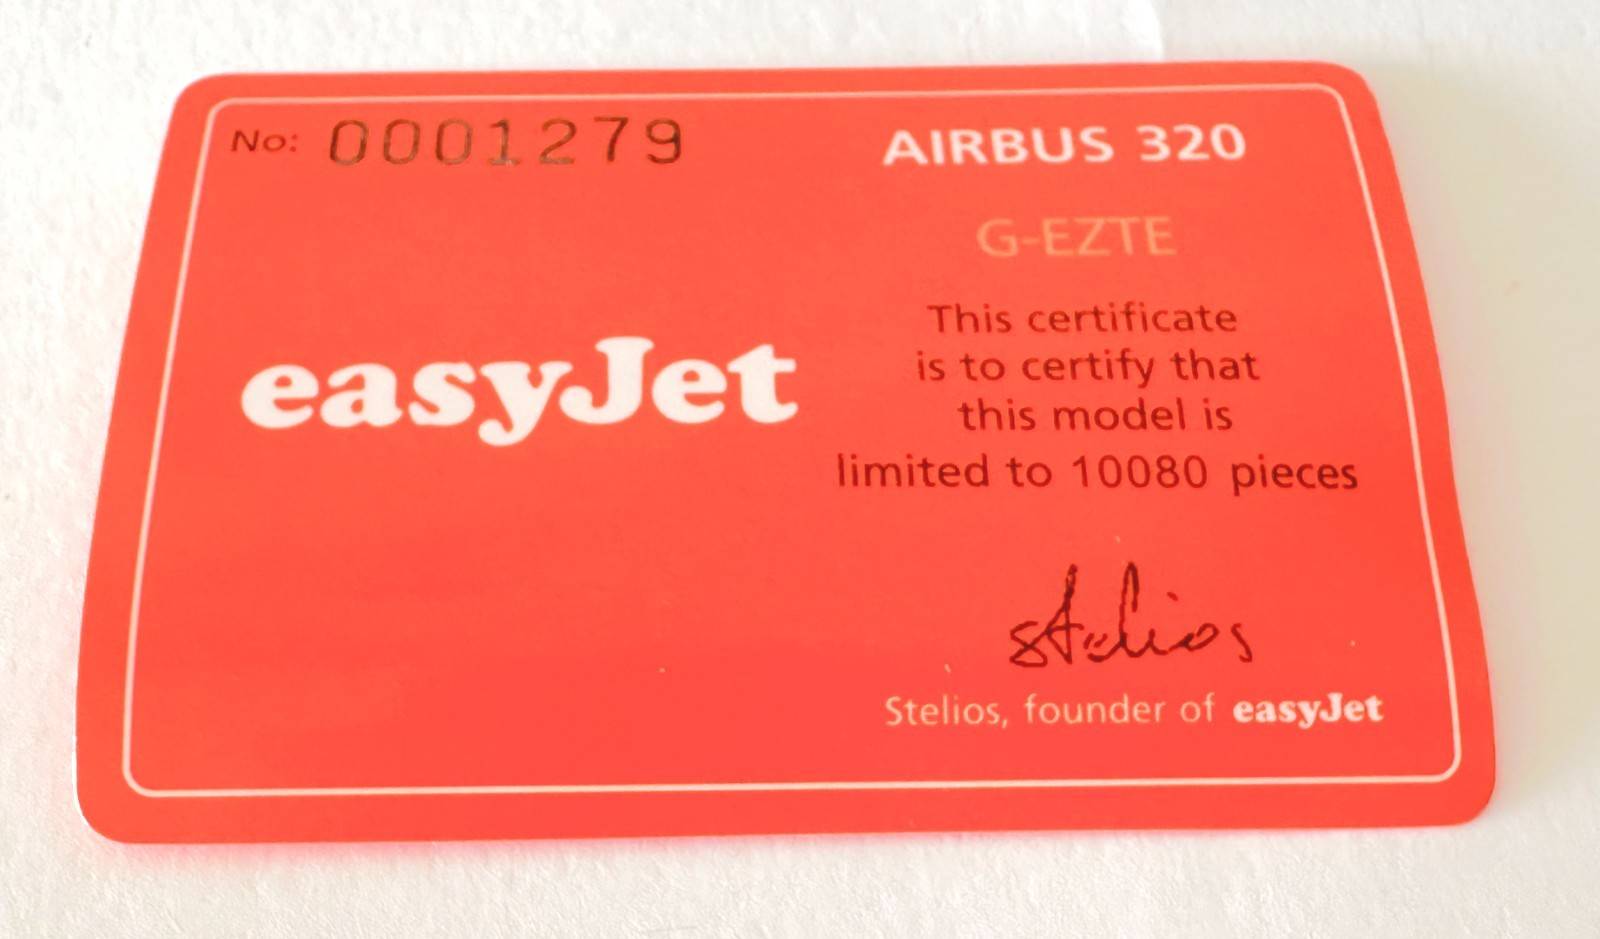 No: 0001279
AIRBUS 320
G-EZTE
easyJet
This certificate
is to certify that
this model is
limited to 10080 pieces
stelios
Stelios, founder of easyJet